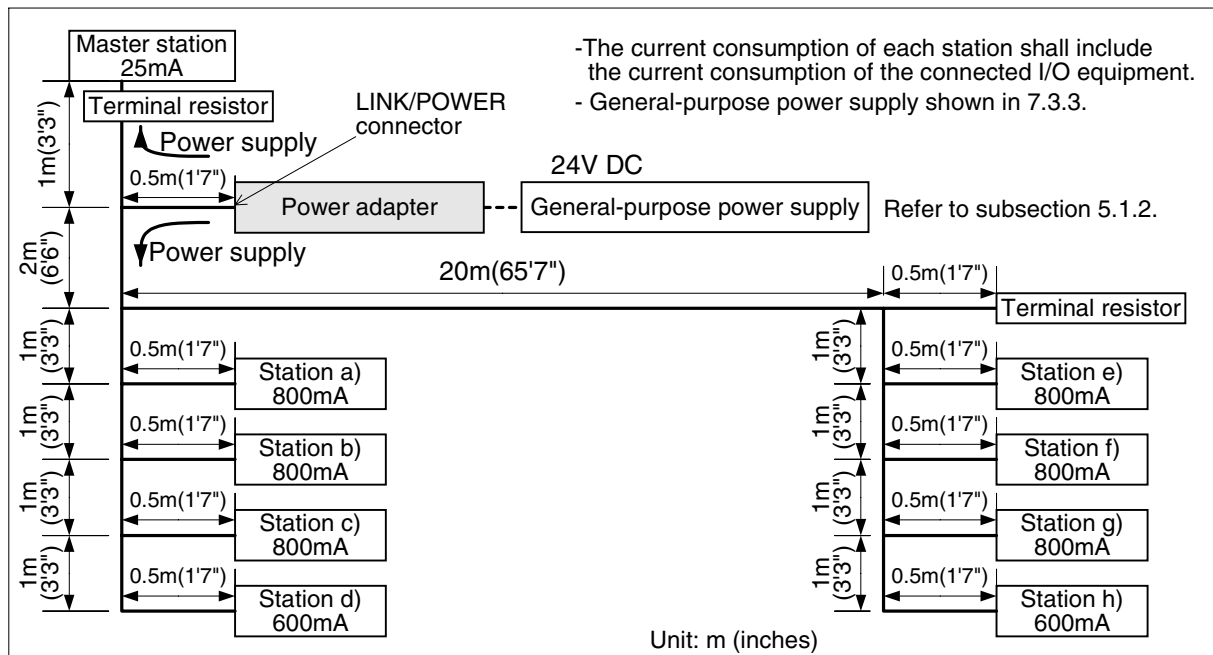 Master station
25mA
-The current consumption of each station shall include
the current consumption of the connected I/O equipment.
- General-purpose power supply shown in 7.3.3.
Terminal resistor
LINK/POWER
connector
1m(3'3")
Power supply
0.5m(1'7")
24V DC
Power adapter
General-purpose power supply
Refer to subsection 5.1.2.
2m
(6'6")
Power supply
20m(65'7")
0.5m(1'7")
Terminal resistor
1m
(3'3")
0.5m(1'7")
Station a)
800mA
1m
(3'3")
0.5m(1'7")
Station e)
800mA
1m
(3'3")
0.5m(1'7")
Station b)
800mA
1m
(3'3")
0.5m(1'7")
Station f)
800mA
1m
(3'3")
0.5m(1'7")
Station c)
800mA
1m
(3'3")
0.5m(1'7")
Station g)
800mA
1m
(3'3")
0.5m(1'7")
Station d)
600mA
1m
(3'3")
0.5m(1'7")
Station h)
600mA
Unit: m (inches)